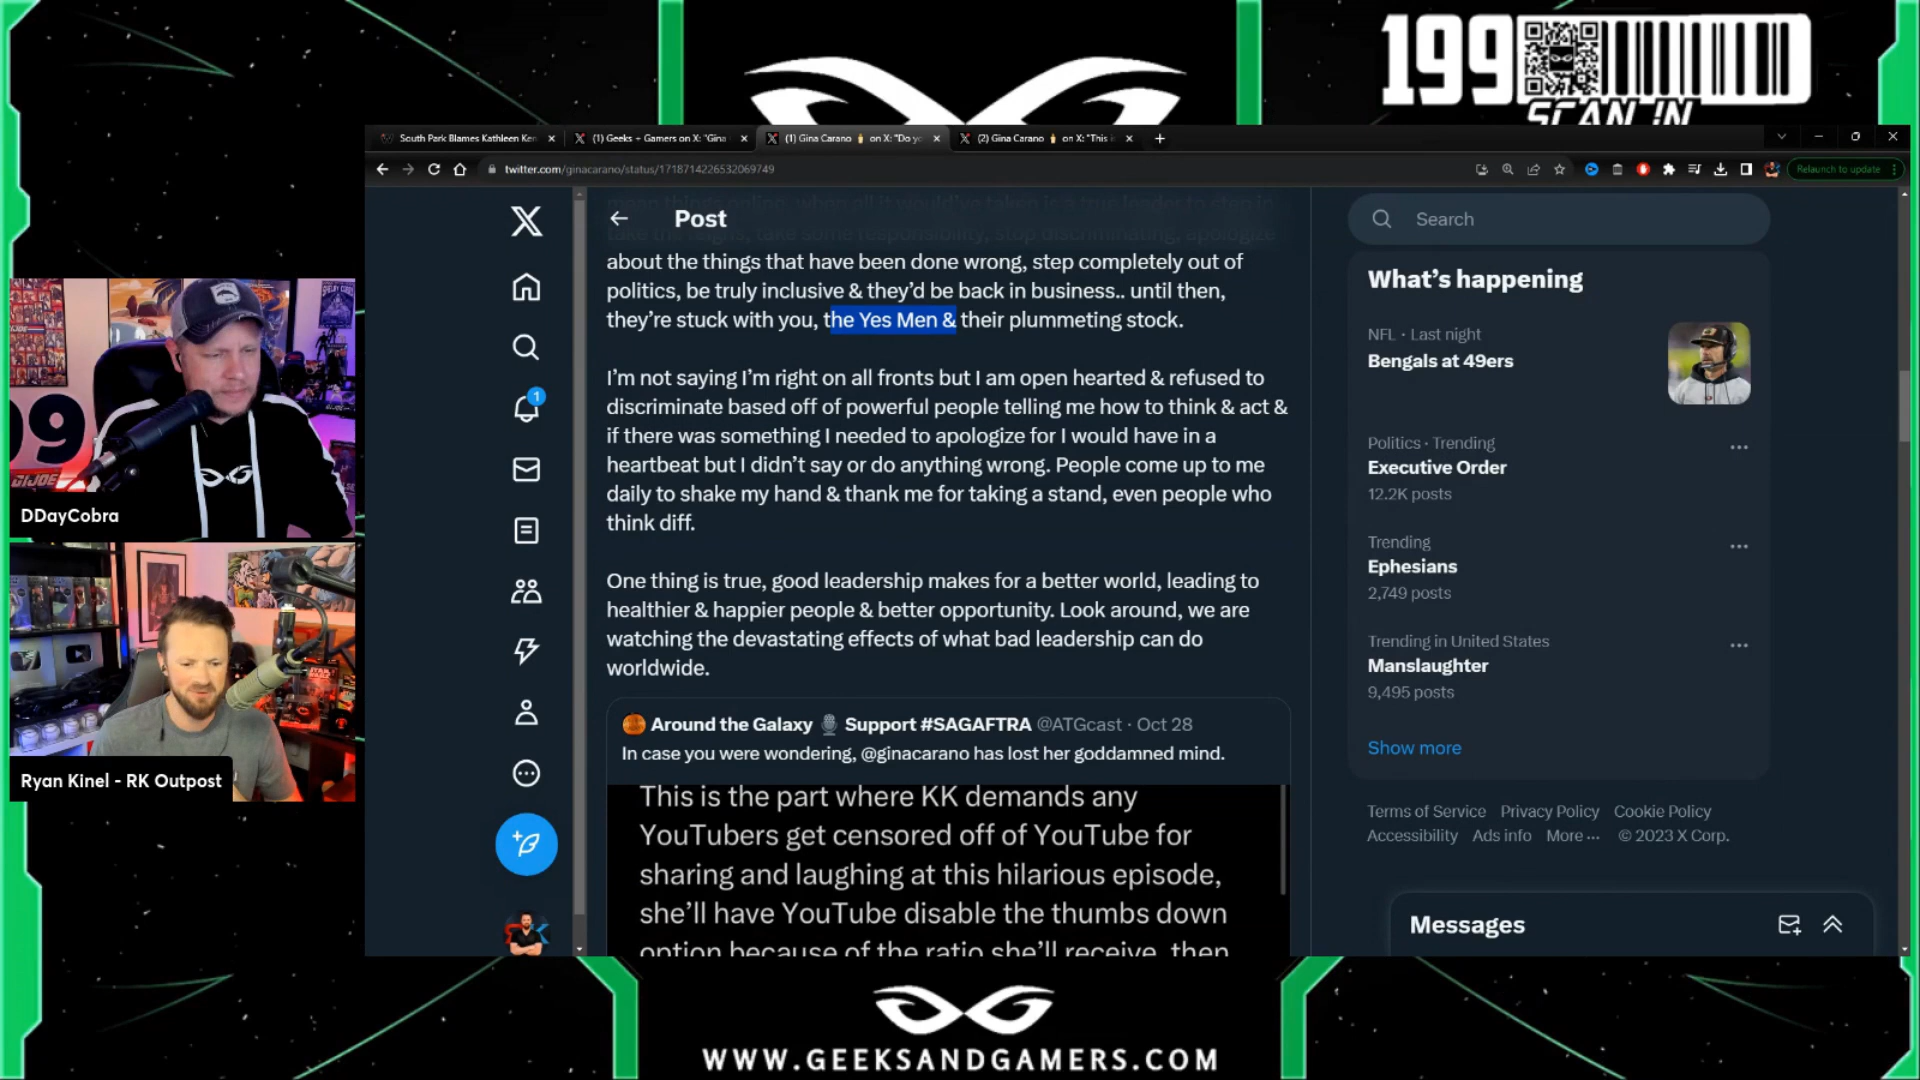 199
SCAN IN
South Park Blames Kathleen Ken
(1) Geeks + Gamers on X: "Gina
(1) Gina Carano on X: "Do yo
(2) Gina Carano on X: "This i
twitter.com/ginacarano/status/1718714226532069749
Relaunch to update
Post
Search
about the things that have been done wrong, step completely out of
politics, be truly inclusive & they’d be back in business.. until then,
they’re stuck with you, the Yes Men & their plummeting stock.
I’m not saying I’m right on all fronts but I am open hearted & refused to
discriminate based off of powerful people telling me how to think & act &
if there was something I needed to apologize for I would have in a
heartbeat but I didn’t say or do anything wrong. People come up to me
daily to shake my hand & thank me for taking a stand, even people who
think diff.
One thing is true, good leadership makes for a better world, leading to
healthier & happier people & better opportunity. Look around, we are
watching the devastating effects of what bad leadership can do
worldwide.
Around the Galaxy Support #SAGAFTRA @ATGcast · Oct 28
In case you were wondering, @ginacarano has lost her goddamned mind.
This is the part where KK demands any
YouTubers get censored off of YouTube for
sharing and laughing at this hilarious episode,
she’ll have YouTube disable the thumbs down
option because of the ratio she’ll receive, then
What’s happening
NFL · Last night
Bengals at 49ers
Politics · Trending
Executive Order
12.2K posts
Trending
Ephesians
2,749 posts
Trending in United States
Manslaughter
9,495 posts
Show more
Terms of Service Privacy Policy Cookie Policy
Accessibility Ads info More ··· © 2023 X Corp.
Messages
1
99
GIJOE
DDayCobra
STAR WARS
Ryan Kinel - RK Outpost
WWW.GEEKSANDGAMERS.COM